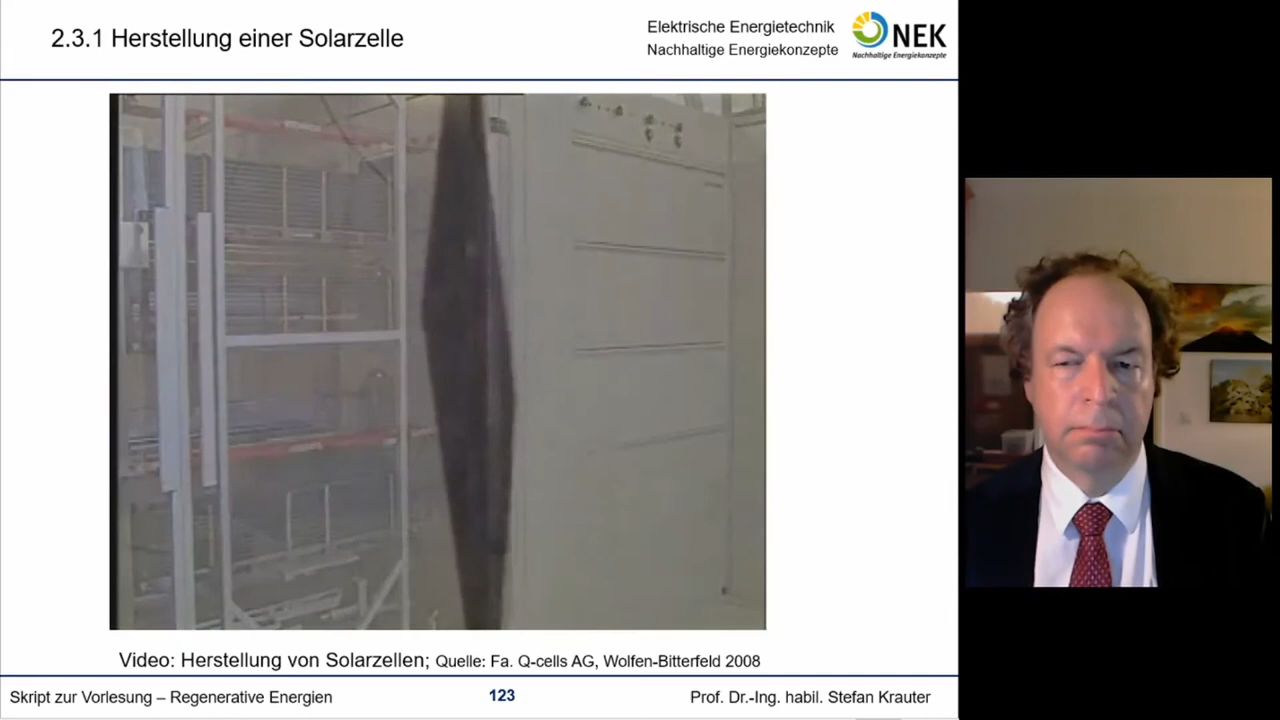 2.3.1 Herstellung einer Solarzelle
Elektrische Energietechnik
Nachhaltige Energiekonzepte
NEK
Nachhaltige Energiekonzepte
Video: Herstellung von Solarzellen; Quelle: Fa. Q-cells AG, Wolfen-Bitterfeld 2008
Skript zur Vorlesung – Regenerative Energien
123
Prof. Dr.-Ing. habil. Stefan Krauter